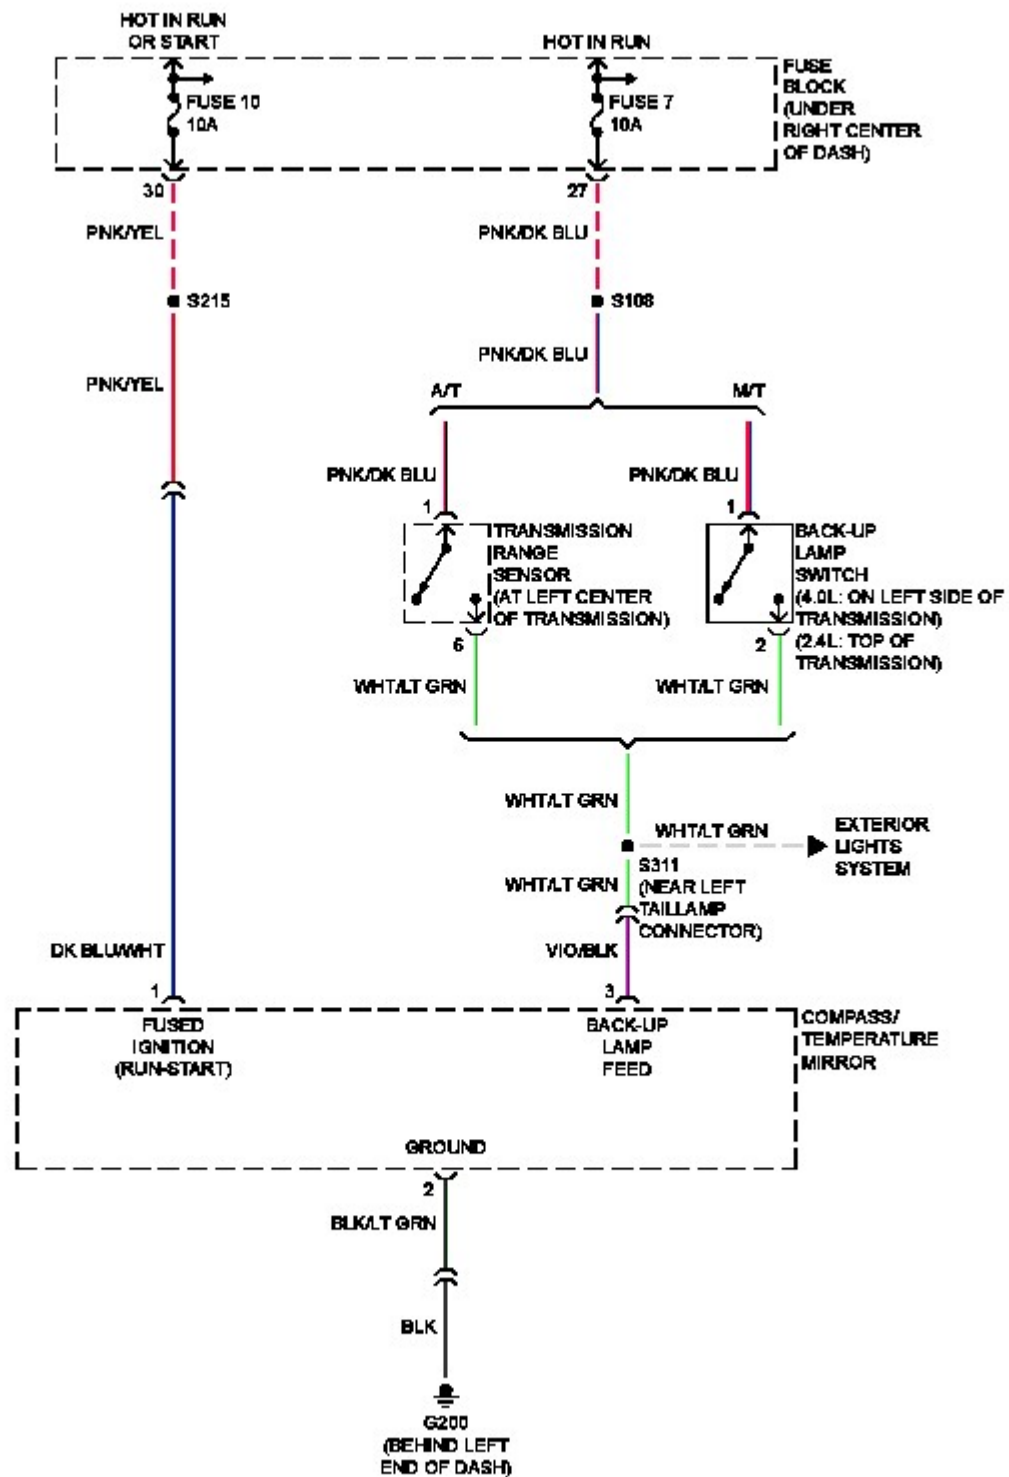 HOT IN RUN
OR START
HOT IN RUN
FUSE 10
10A
FUSE 7
10A
FUSE
BLOCK
(UNDER
RIGHT CENTER
OF DASH)
30
27
PNK/YEL
PNK/DK BLU
S215
S108
PNK/YEL
PNK/DK BLU
A/T
M/T
PNK/DK BLU
PNK/DK BLU
1
1
TRANSMISSION
RANGE
SENSOR
(AT LEFT CENTER
OF TRANSMISSION)
BACK-UP
LAMP
SWITCH
(4.0L: ON LEFT SIDE OF
TRANSMISSION)
(2.4L: TOP OF
TRANSMISSION)
6
2
WHT/LT GRN
WHT/LT GRN
WHT/LT GRN
WHT/LT GRN
EXTERIOR
LIGHTS
SYSTEM
S311
(NEAR LEFT
TAILLAMP
CONNECTOR)
WHT/LT GRN
DK BLU/WHT
VIO/BLK
1
3
FUSED
IGNITION
(RUN-START)
BACK-UP
LAMP
FEED
COMPASS/
TEMPERATURE
MIRROR
GROUND
2
BLK/LT GRN
BLK
G200
(BEHIND LEFT
END OF DASH)